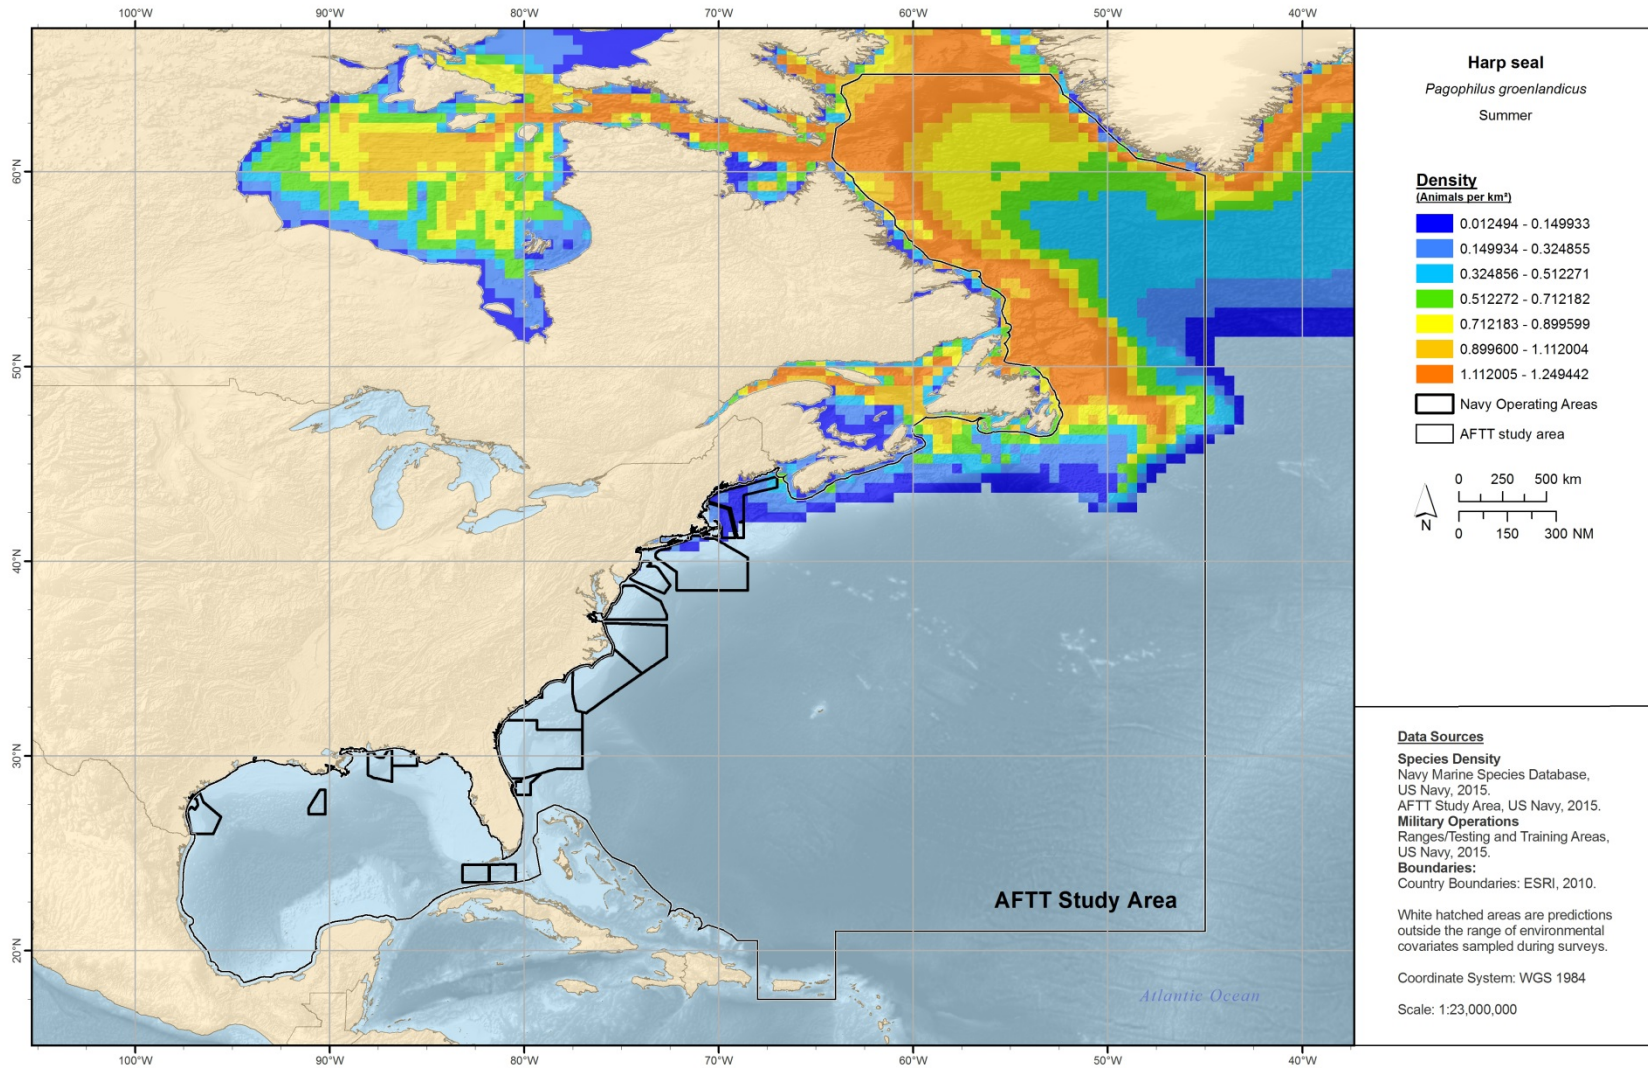 100°W 90°W 80°W 70°W 60°W 50°W 40°W
60°N
50°N
40°N
30°N
20°N
60°N
50°N
40°N
30°N
20°N
AFTT Study Area
Atlantic Ocean
100°W 90°W 80°W 70°W 60°W 50°W 40°W
Harp seal
Pagophilus groenlandicus
Summer
Density
(Animals per km²)
0.012494 - 0.149933
0.149934 - 0.324855
0.324856 - 0.512271
0.512272 - 0.712182
0.712183 - 0.899599
0.899600 - 1.112004
1.112005 - 1.249442
Navy Operating Areas
AFTT study area
N
0 250 500 km
0 150 300 NM
Data Sources
Species Density
Navy Marine Species Database,
US Navy, 2015.
AFTT Study Area, US Navy, 2015.
Military Operations
Ranges/Testing and Training Areas,
US Navy, 2015.
Boundaries:
Country Boundaries: ESRI, 2010.
White hatched areas are predictions
outside the range of environmental
covariates sampled during surveys.
Coordinate System: WGS 1984
Scale: 1:23,000,000